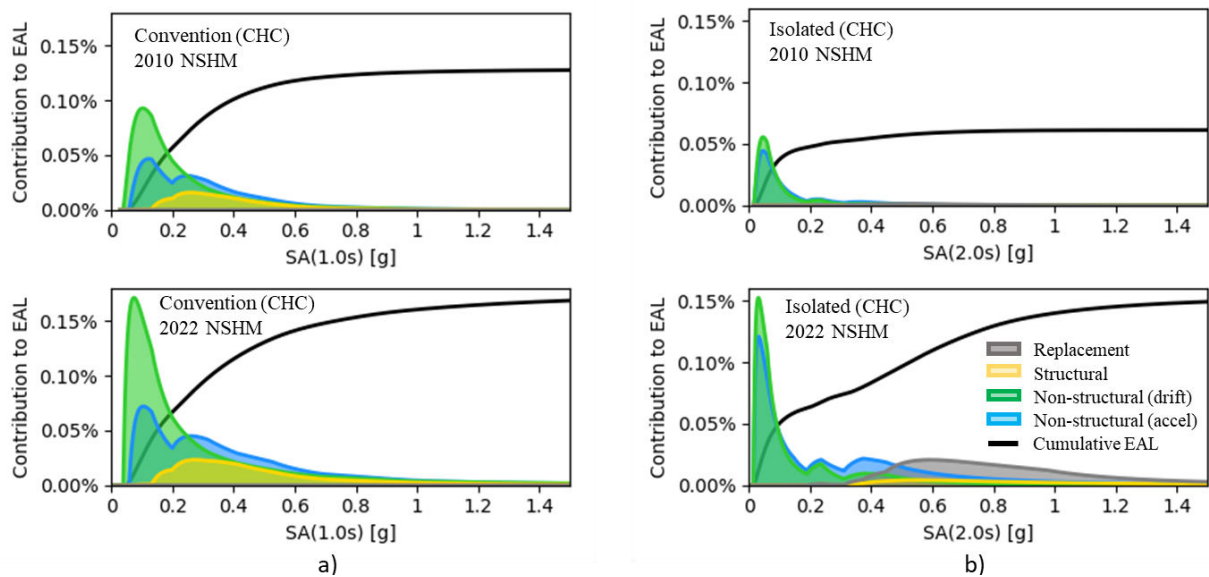 Contribution to EAL
0.15%
0.10%
0.05%
0.00%
Convention (CHC)
2010 NSHM
0 0.2 0.4 0.6 0.8 1 1.2 1.4
SA(1.0s) [g]
Contribution to EAL
0.15%
0.10%
0.05%
0.00%
Isolated (CHC)
2010 NSHM
0 0.2 0.4 0.6 0.8 1 1.2 1.4
SA(2.0s) [g]
Contribution to EAL
0.15%
0.10%
0.05%
0.00%
Convention (CHC)
2022 NSHM
0 0.2 0.4 0.6 0.8 1 1.2 1.4
SA(1.0s) [g]
a)
Contribution to EAL
0.15%
0.10%
0.05%
0.00%
Isolated (CHC)
2022 NSHM
Replacement
Structural
Non-structural (drift)
Non-structural (accel)
Cumulative EAL
0 0.2 0.4 0.6 0.8 1 1.2 1.4
SA(2.0s) [g]
b)